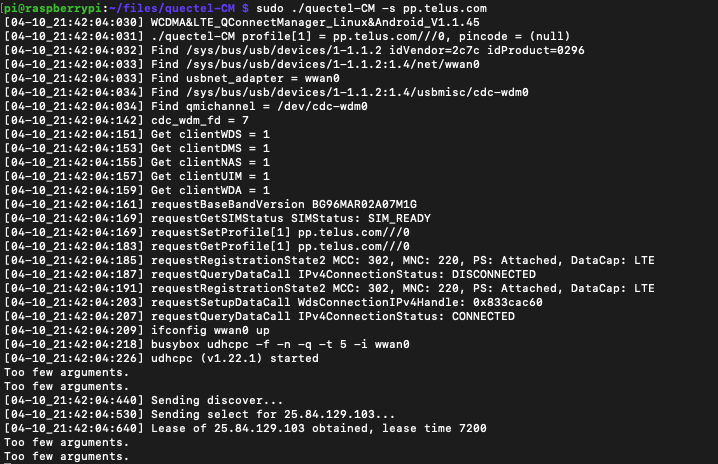 pi@raspberrypi:~/files/quectel-CM $ sudo ./quectel-CM -s pp.telus.com
[04-10_21:42:04:030] WCDMA&LTE_QConnectManager_Linux&Android_V1.1.45
[04-10_21:42:04:031] ./quectel-CM profile[1] = pp.telus.com///0, pincode = (null)
[04-10_21:42:04:032] Find /sys/bus/usb/devices/1-1.1.2 idVendor=2c7c idProduct=0296
[04-10_21:42:04:033] Find /sys/bus/usb/devices/1-1.1.2:1.4/net/wwan0
[04-10_21:42:04:033] Find usbnet_adapter = wwan0
[04-10_21:42:04:034] Find /sys/bus/usb/devices/1-1.1.2:1.4/usbmisc/cdc-wdm0
[04-10_21:42:04:034] Find qmichannel = /dev/cdc-wdm0
[04-10_21:42:04:142] cdc_wdm_fd = 7
[04-10_21:42:04:151] Get clientWDS = 1
[04-10_21:42:04:153] Get clientDMS = 1
[04-10_21:42:04:155] Get clientNAS = 1
[04-10_21:42:04:157] Get clientUIM = 1
[04-10_21:42:04:159] Get clientWDA = 1
[04-10_21:42:04:161] requestBaseBandVersion BG96MAR02A07M1G
[04-10_21:42:04:169] requestGetSIMStatus SIMStatus: SIM_READY
[04-10_21:42:04:169] requestSetProfile[1] pp.telus.com///0
[04-10_21:42:04:183] requestGetProfile[1] pp.telus.com///0
[04-10_21:42:04:185] requestRegistrationState2 MCC: 302, MNC: 220, PS: Attached, DataCap: LTE
[04-10_21:42:04:187] requestQueryDataCall IPv4ConnectionStatus: DISCONNECTED
[04-10_21:42:04:191] requestRegistrationState2 MCC: 302, MNC: 220, PS: Attached, DataCap: LTE
[04-10_21:42:04:203] requestSetupDataCall WdsConnectionIPv4Handle: 0x833cac60
[04-10_21:42:04:207] requestQueryDataCall IPv4ConnectionStatus: CONNECTED
[04-10_21:42:04:209] ifconfig wwan0 up
[04-10_21:42:04:218] busybox udhcpc -f -n -q -t 5 -i wwan0
[04-10_21:42:04:226] udhcpc (v1.22.1) started
Too few arguments.
Too few arguments.
[04-10_21:42:04:440] Sending discover...
[04-10_21:42:04:530] Sending select for 25.84.129.103...
[04-10_21:42:04:640] Lease of 25.84.129.103 obtained, lease time 7200
Too few arguments.
Too few arguments.